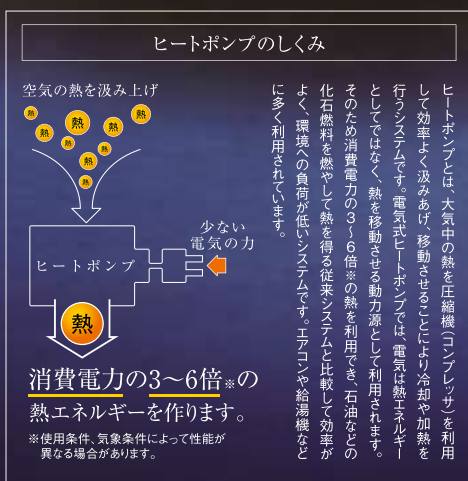 ヒートポンプのしくみ
空気の熱を汲み上げ
熱
熱
熱
熱
熱
熱
熱
熱
熱
熱
ヒートポンプ
少ない
電気の力
熱
消費電力の3〜6倍※の
熱エネルギーを作ります。
※使用条件、気象条件によって性能が
異なる場合があります。
ヒートポンプとは、大気中の熱を圧縮機（コンプレッサ）を利用
して効率よく汲みあげ、移動させることにより冷却や加熱を
行うシステムです。電気式ヒートポンプでは、電気は熱エネルギー
としてではなく、熱を移動させる動力源として利用されます。
そのため消費電力の3〜6倍※の熱を利用でき、石油などの
化石燃料を燃やして熱を得る従来システムと比較して効率が
よく、環境への負荷が低いシステムです。エアコンや給湯機など
に多く利用されています。